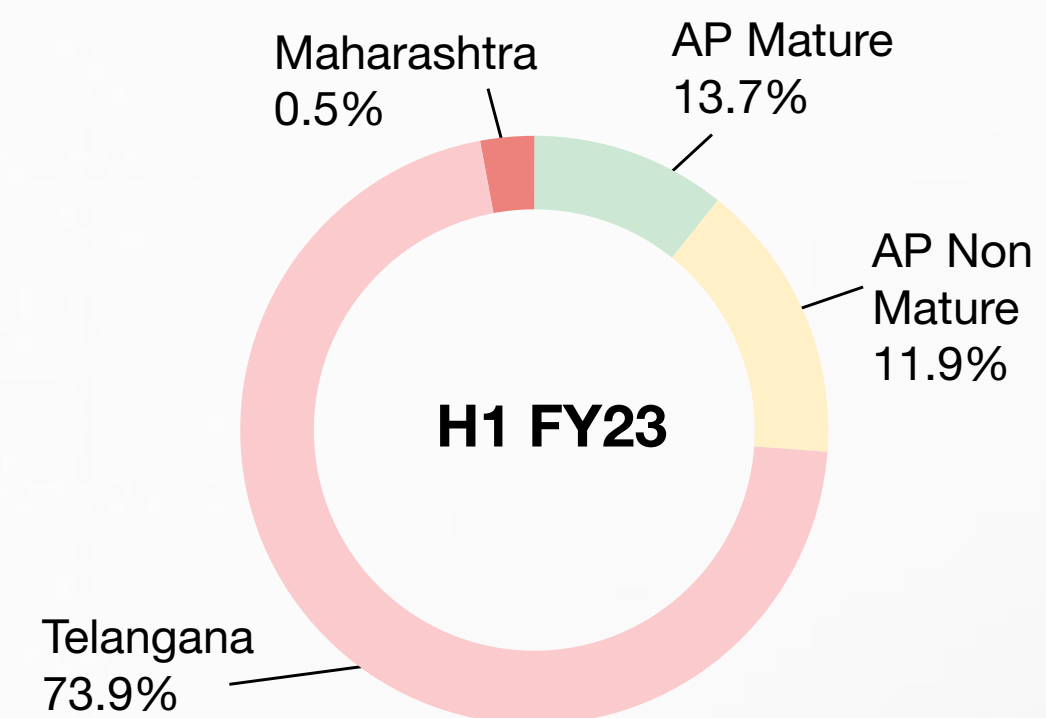 Maharashtra
0.5%
AP Mature
13.7%
AP Non
Mature
11.9%
H1 FY23
Telangana
73.9%